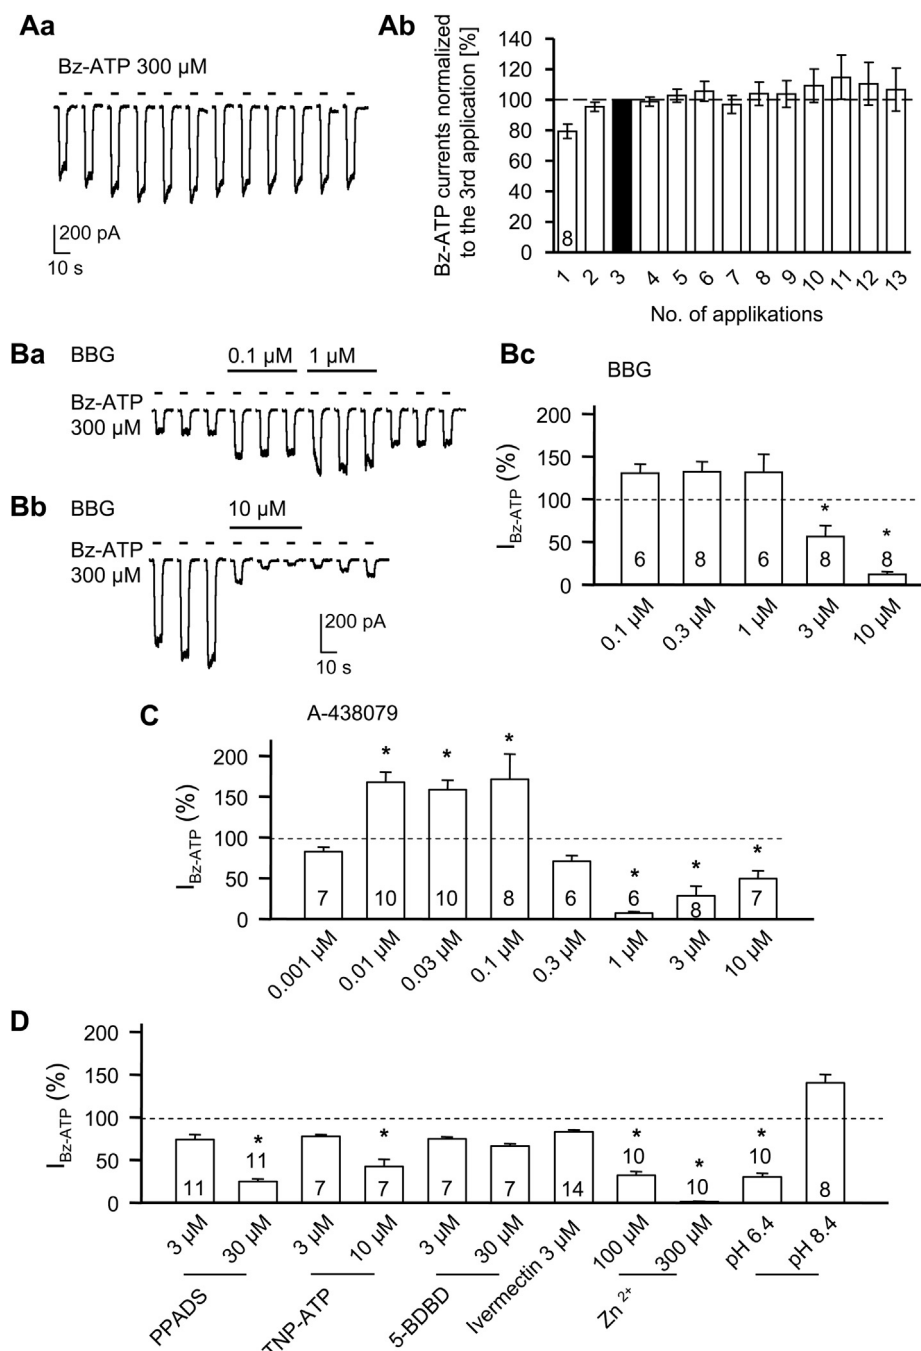 Aa
Bz-ATP 300 µM
200 pA
10 s
Ab
Bz-ATP currents normalized
to the 3rd application [%]
140
120
100
80
60
40
20
0
8
1 2 3 4 5 6 7 8 9 10 11 12 13
No. of applikations
Ba
BBG
0.1 µM 1 µM
Bz-ATP
300 µM
Bb
BBG
10 µM
Bz-ATP
300 µM
200 pA
10 s
Bc
BBG
I Bz-ATP (%)
200
150
100
50
0
* *
6 8 6 8 8
0.1 µM 0.3 µM 1 µM 3 µM 10 µM
C
A-438079
I Bz-ATP (%)
200
150
100
50
0
* * * * * *
7 10 10 8 6 6 8 7
0.001 µM 0.01 µM 0.03 µM 0.1 µM 0.3 µM 1 µM 3 µM 10 µM
D
I Bz-ATP (%)
200
150
100
50
0
* * * * *
11 11 7 7 7 7 14 10 10 10 8
3 µM 30 µM 3 µM 10 µM 3 µM 30 µM Ivermectin 3 µM 100 µM 300 µM pH 6.4 pH 8.4
PPADS TNP-ATP 5-BDBD Zn 2+